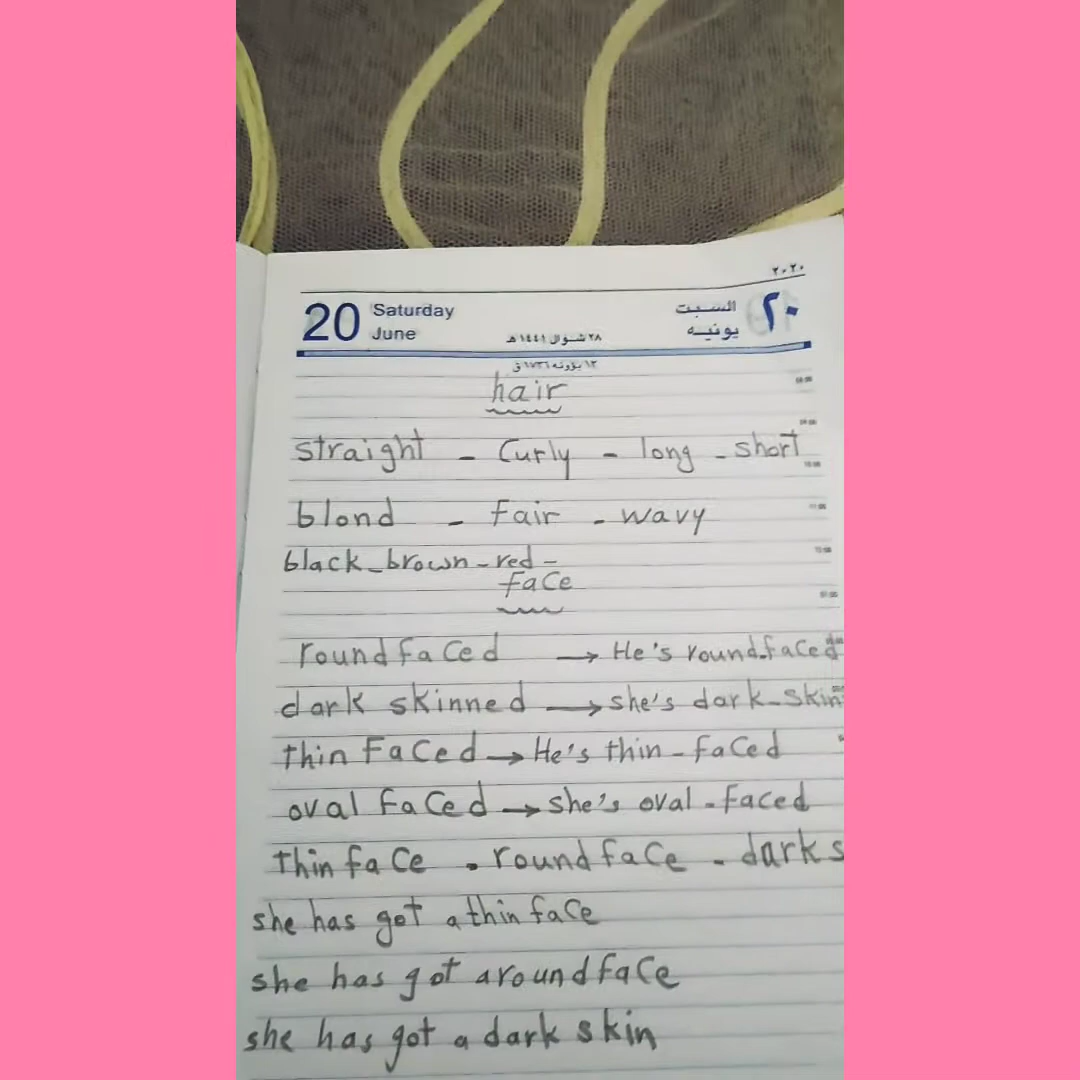 ٢٠٢٠
20 Saturday السبت ٢٠
June ٢٨ شوال ١٤٤١ هـ يونيه
١٢ بؤونه ١٧٣٦ ق
hair
straight - Curly - long - short
blond - fair - wavy
black - brown - red -
face
round faced → He's round-faced
dark skinned → she's dark-skin
thin Faced → He's thin-faced
oval faced → she's oval-faced
Thin face - round face - dark s
she has got a thin face
she has got a round face
she has got a dark skin